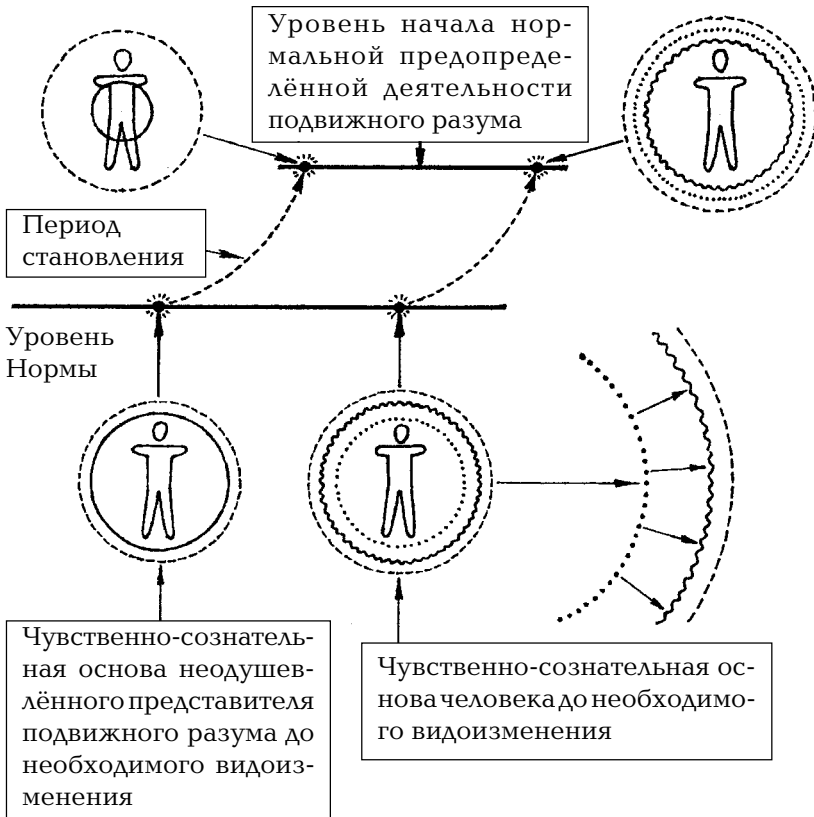 Уровень начала нор-
мальной предопреде-
лённой деятельности
подвижного разума
Период
становления
Уровень
Нормы
Чувственно-сознатель-
ная основа неодушев-
лённого представителя
подвижного разума до
необходимого видоиз-
менения
Чувственно-сознательная ос-
нова человека до необходимо-
го видоизменения